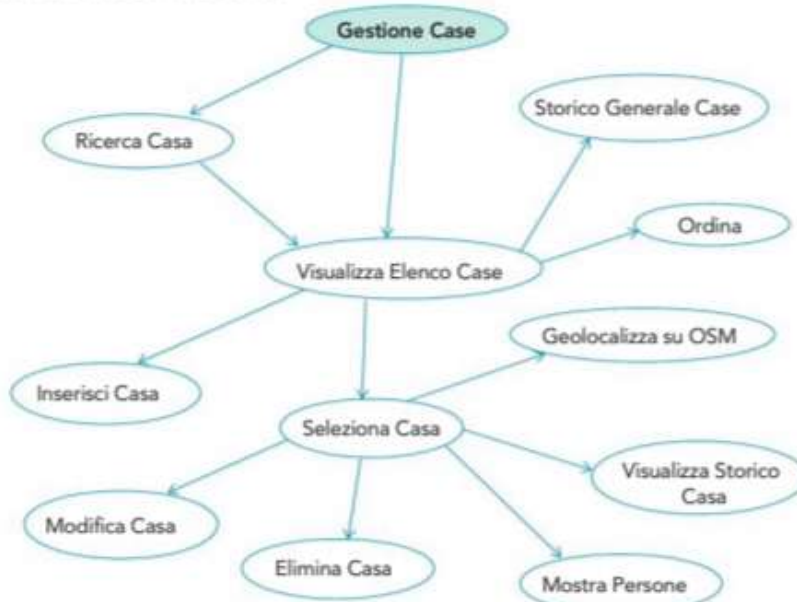 Gestione Case
Storico Generale Case
Ricerca Casa
Ordina
Visualizza Elenco Case
Geolocalizza su OSM
Inserisci Casa
Seleziona Casa
Visualizza Storico
Casa
Modifica Casa
Elimina Casa
Mostra Persone